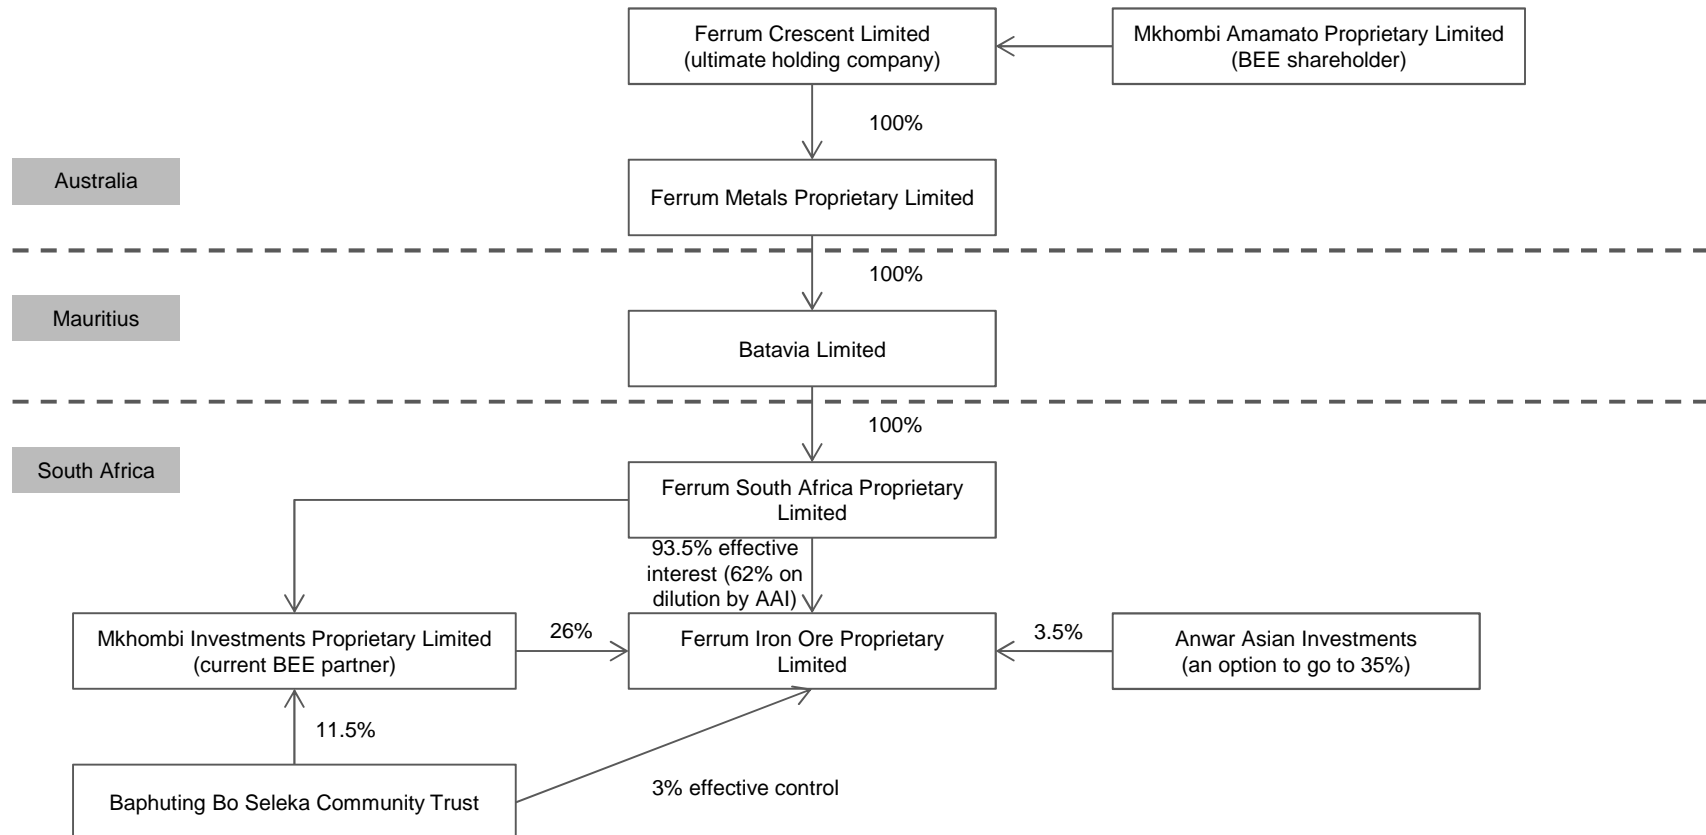 Ferrum Crescent Limited
(ultimate holding company)
Mkhombi Amamato Proprietary Limited
(BEE shareholder)
100%
Australia
Ferrum Metals Proprietary Limited
100%
Mauritius
Batavia Limited
100%
South Africa
Ferrum South Africa Proprietary
Limited
93.5% effective
interest (62% on
dilution by AAI)
Mkhombi Investments Proprietary Limited
(current BEE partner)
26%
Ferrum Iron Ore Proprietary
Limited
3.5%
Anwar Asian Investments
(an option to go to 35%)
11.5%
Baphuting Bo Seleka Community Trust
3% effective control